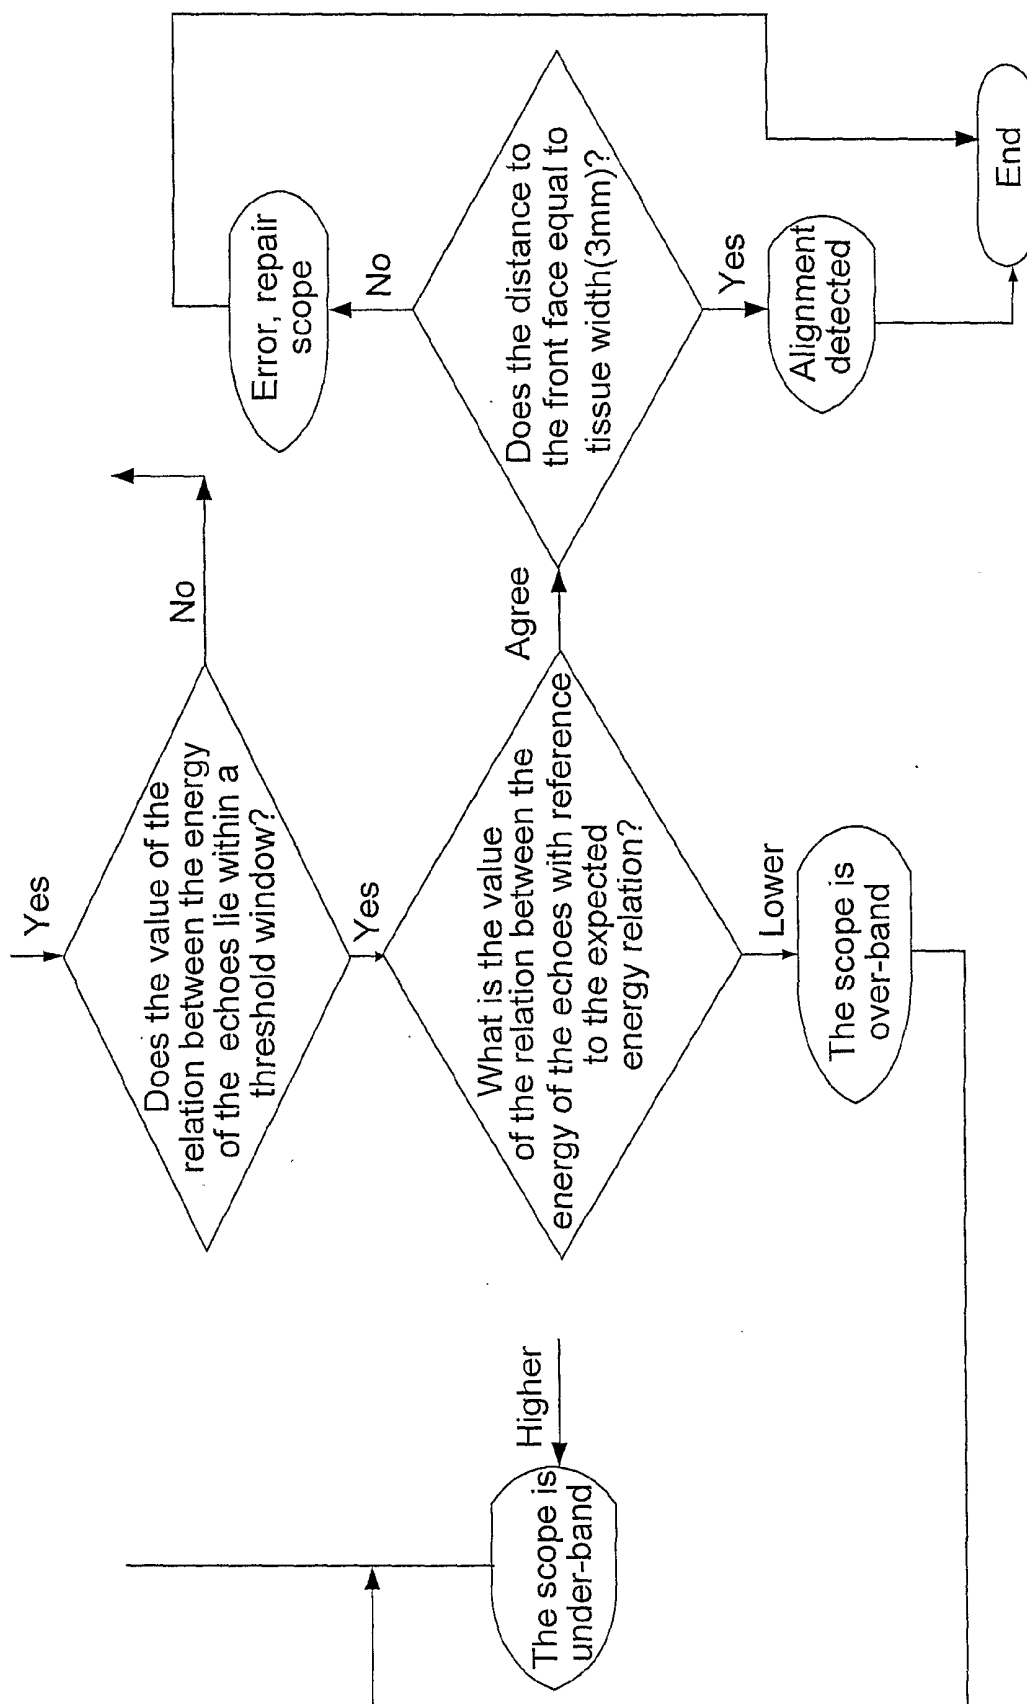 Yes
Does the value of the
relation between the energy
of the echoes lie within a
threshold window?
No
Yes
What is the value
of the relation between the
energy of the echoes with reference
to the expected
energy relation?
Higher
The scope is
under-band
Lower
The scope is
over-band
Agree
Does the distance to
the front face equal to
tissue width(3mm)?
No
Error, repair
scope
Yes
Alignment
detected
End